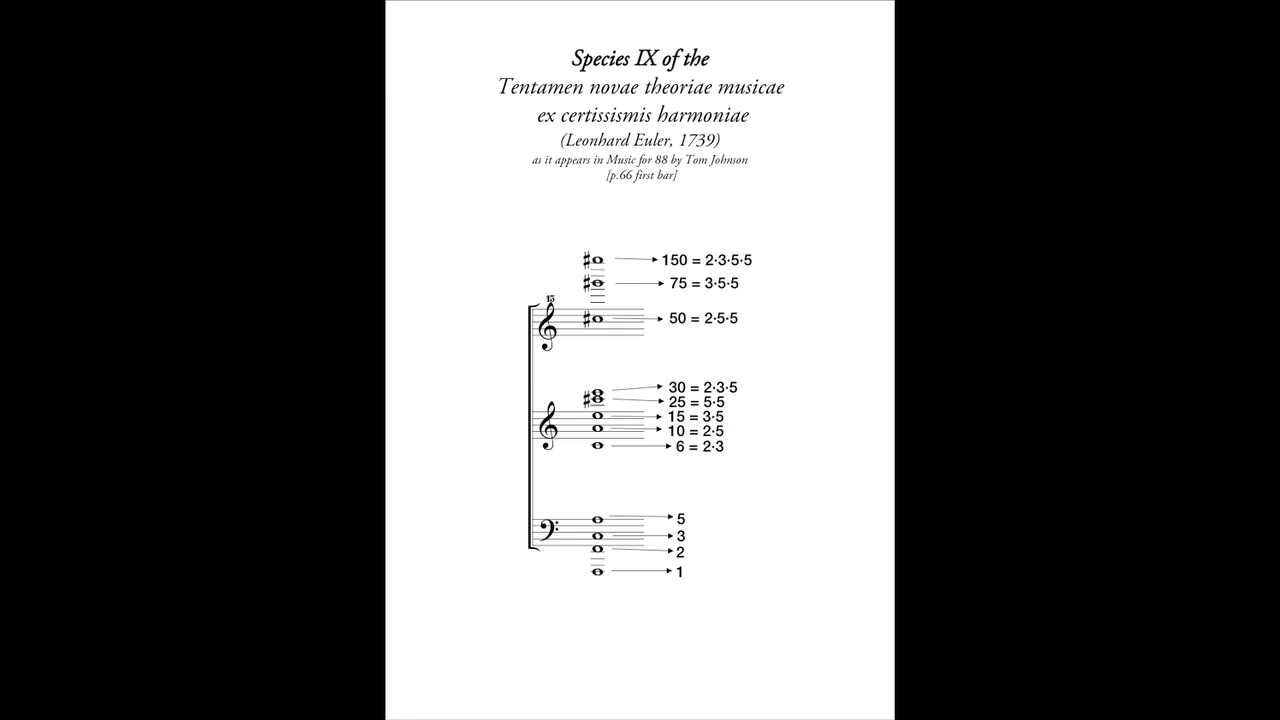 Species IX of the
Tentamen novae theoriae musicae
ex certissismis harmoniae
(Leonhard Euler, 1739)
as it appears in Music for 88 by Tom Johnson
[p.66 first bar]
150 = 2·3·5·5
75 = 3·5·5
15
50 = 2·5·5
30 = 2·3·5
25 = 5·5
15 = 3·5
10 = 2·5
6 = 2·3
5
3
2
1